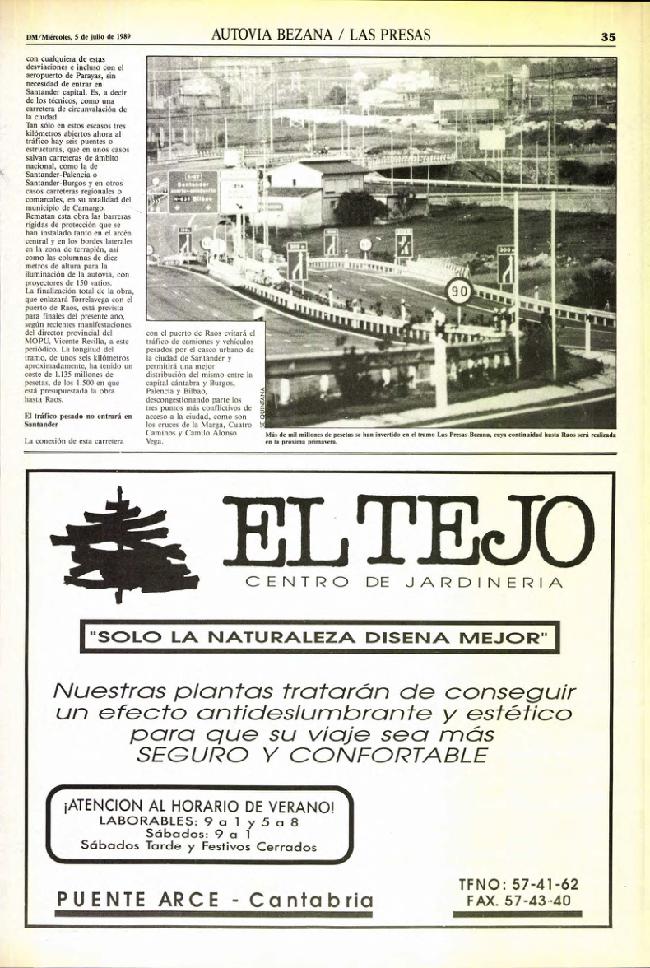 DM/Miércoles, 5 de julio de 1989
AUTOVIA BEZANA / LAS PRESAS
35
con cualquiera de estas
desviaciones e incluso con el
aeropuerto de Parayas, sin
necesidad de entrar en
Santander capital. Es, a decir
de los técnicos, como una
carretera de circunvalación de
la ciudad.
Tan sólo en estos escasos tres
kilómetros abiertos ahora al
tráfico hay seis puentes o
estructuras, que en unos casos
salvan carreteras de ámbito
nacional, como la de
Santander-Palencia o
Santander-Burgos y en otros
casos carreteras regionales o
comarcales, en su totalidad del
municipio de Camargo.
Rematan esta obra las barreras
rígidas de protección que se
han instalado tanto en el arcén
central y en los bordes laterales
en la zona de terraplén, así
como las columnas de diez
metros de altura para la
iluminación de la autovía, con
proyectores de 150 vatios.
La finalización total de la obra,
que enlazará Torrelavega con el
puerto de Raos, está prevista
para finales del presente año,
según recientes manifestaciones
del director provincial del
MOPU, Vicente Revilla, a este
periódico. La longitud del
tramo, de unos seis kilómetros
aproximadamente, ha tenido un
coste de 1.135 millones de
pesetas, de los 1.500 en que
está presupuestada la obra
hasta Raos.
El tráfico pesado no entrará en
Santander
La conexión de esta carretera
con el puerto de Raos evitará el
tráfico de camiones y vehículos
pesados por el casco urbano de
la ciudad de Santander y
permitirá una mejor
distribución del mismo entre la
capital cántabra y Burgos,
Palencia y Bilbao,
descongestionando parte los
tres puntos más conflictivos de
acceso a la ciudad, como son
los cruces de la Marga, Cuatro
Caminos y Camilo Alonso
Vega.
Santander
Bilbao
90
SE QUINTANA
Más de mil millones de pesetas se han invertido en el tramo Las Presas Bezana, cuya continuidad hasta Raos será realizada
en la próxima primavera.
EL TEJO
CENTRO DE JARDINERIA
"SOLO LA NATURALEZA DISENA MEJOR"
Nuestras plantas tratarán de conseguir
un efecto antideslumbrante y estético
para que su viaje sea más
SEGURO Y CONFORTABLE
¡ATENCION AL HORARIO DE VERANO!
LABORABLES: 9 a 1 y 5 a 8
Sábados: 9 a 1
Sábados Tarde y Festivos Cerrados
PUENTE ARCE - Cantabria
TFNO: 57-41-62
FAX. 57-43-40